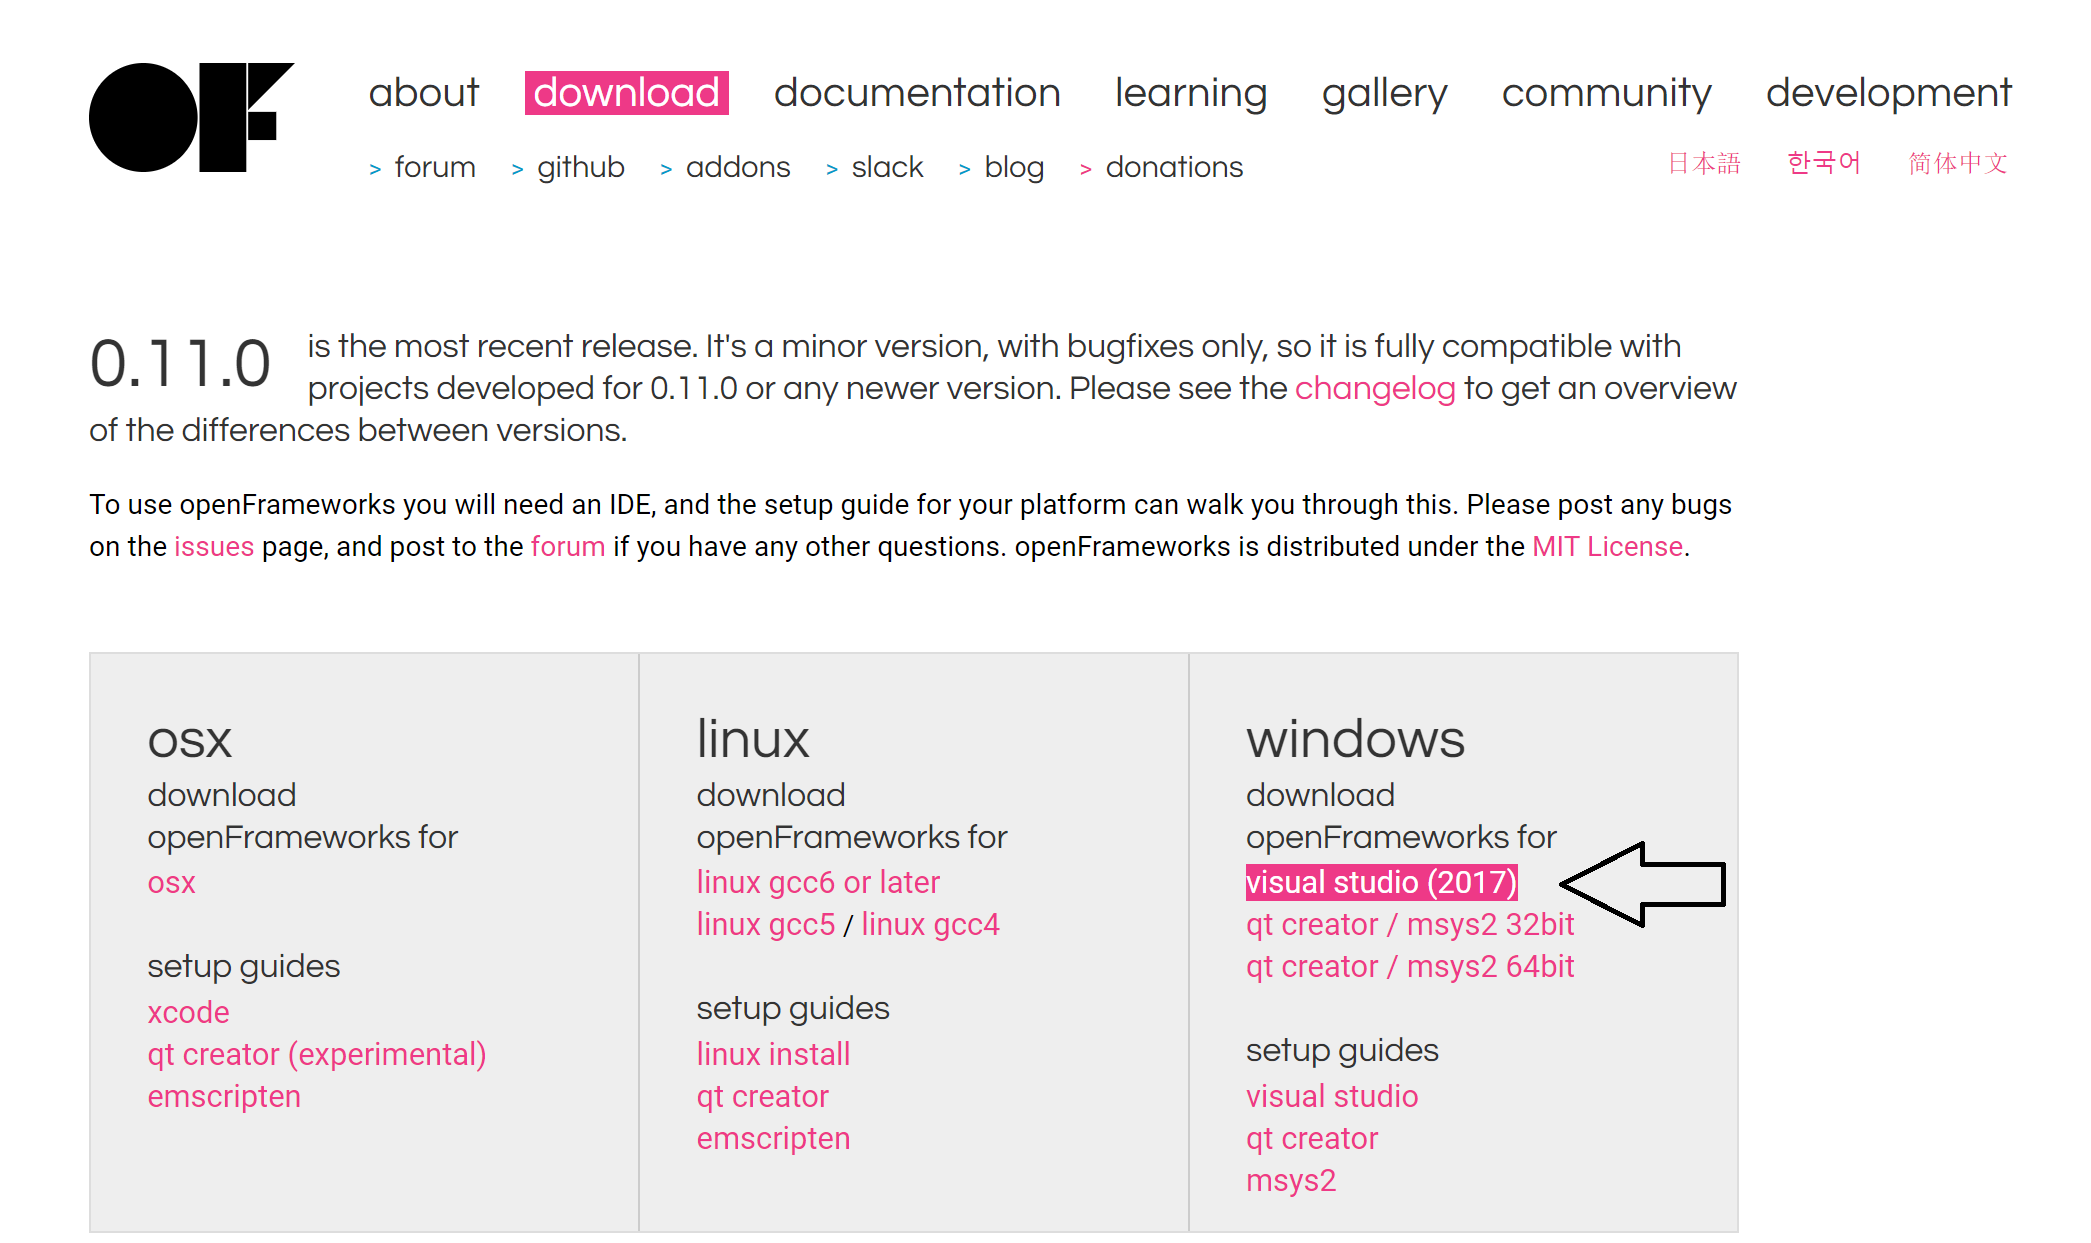 OF
about download documentation learning gallery community development
> forum > github > addons > slack > blog > donations
日本語 한국어 简体中文
0.11.0 is the most recent release. It's a minor version, with bugfixes only, so it is fully compatible with
projects developed for 0.11.0 or any newer version. Please see the changelog to get an overview
of the differences between versions.
To use openFrameworks you will need an IDE, and the setup guide for your platform can walk you through this. Please post any bugs
on the issues page, and post to the forum if you have any other questions. openFrameworks is distributed under the MIT License.
osx
download
openFrameworks for
osx
setup guides
xcode
qt creator (experimental)
emscripten
linux
download
openFrameworks for
linux gcc6 or later
linux gcc5 / linux gcc4
setup guides
linux install
qt creator
emscripten
windows
download
openFrameworks for
visual studio (2017)
qt creator / msys2 32bit
qt creator / msys2 64bit
setup guides
visual studio
qt creator
msys2